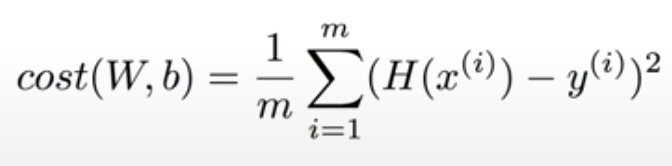 cost(W, b) = \frac{1}{m} \sum_{i=1}^{m} (H(x^{(i)}) - y^{(i)})^2